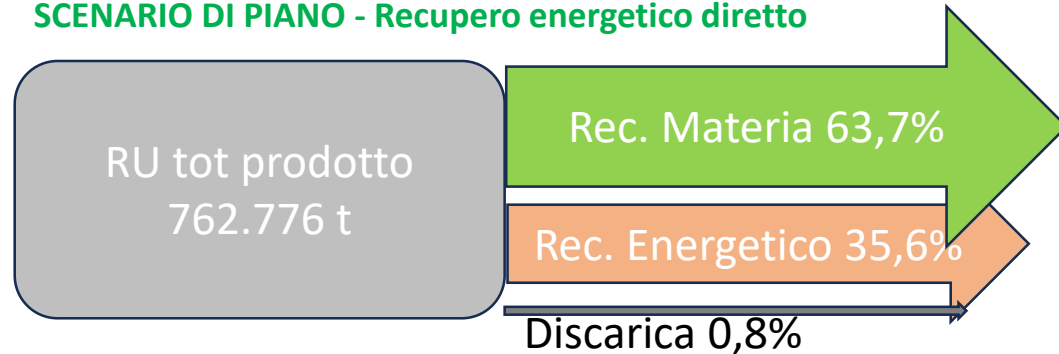 SCENARIO DI PIANO - Recupero energetico diretto
RU tot prodotto
762.776 t
Rec. Materia 63,7%
Rec. Energetico 35,6%
Discarica 0,8%